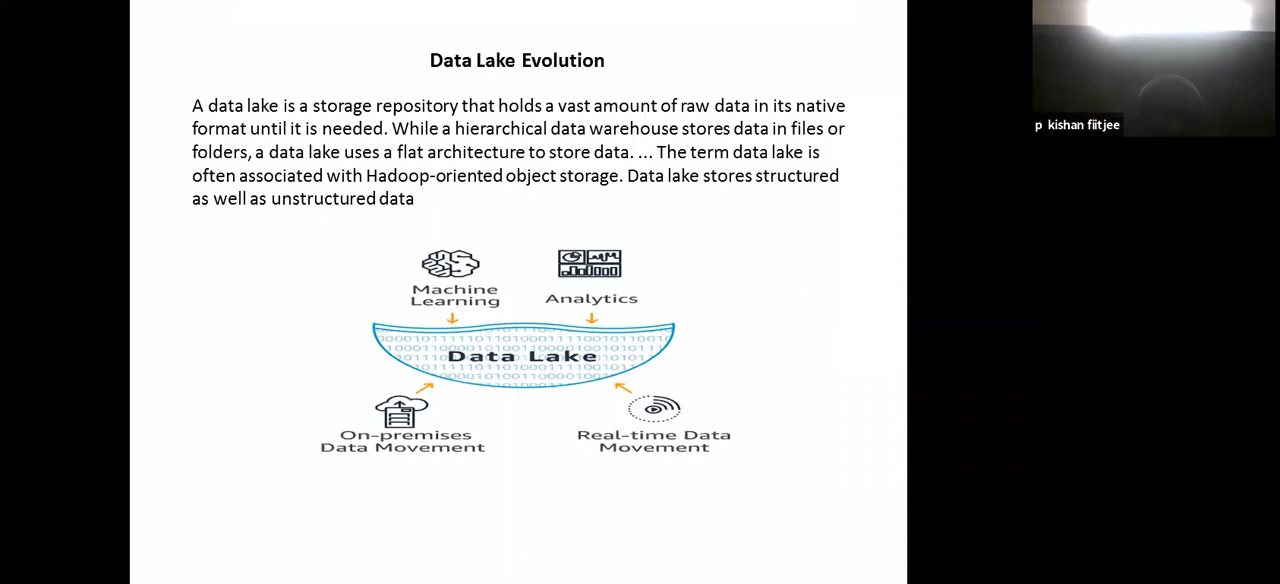 Data Lake Evolution
A data lake is a storage repository that holds a vast amount of raw data in its native
format until it is needed. While a hierarchical data warehouse stores data in files or
folders, a data lake uses a flat architecture to store data. ... The term data lake is
often associated with Hadoop-oriented object storage. Data lake stores structured
as well as unstructured data
Machine
Learning
Analytics
Data Lake
On-premises
Data Movement
Real-time Data
Movement
p kishan fiitjee